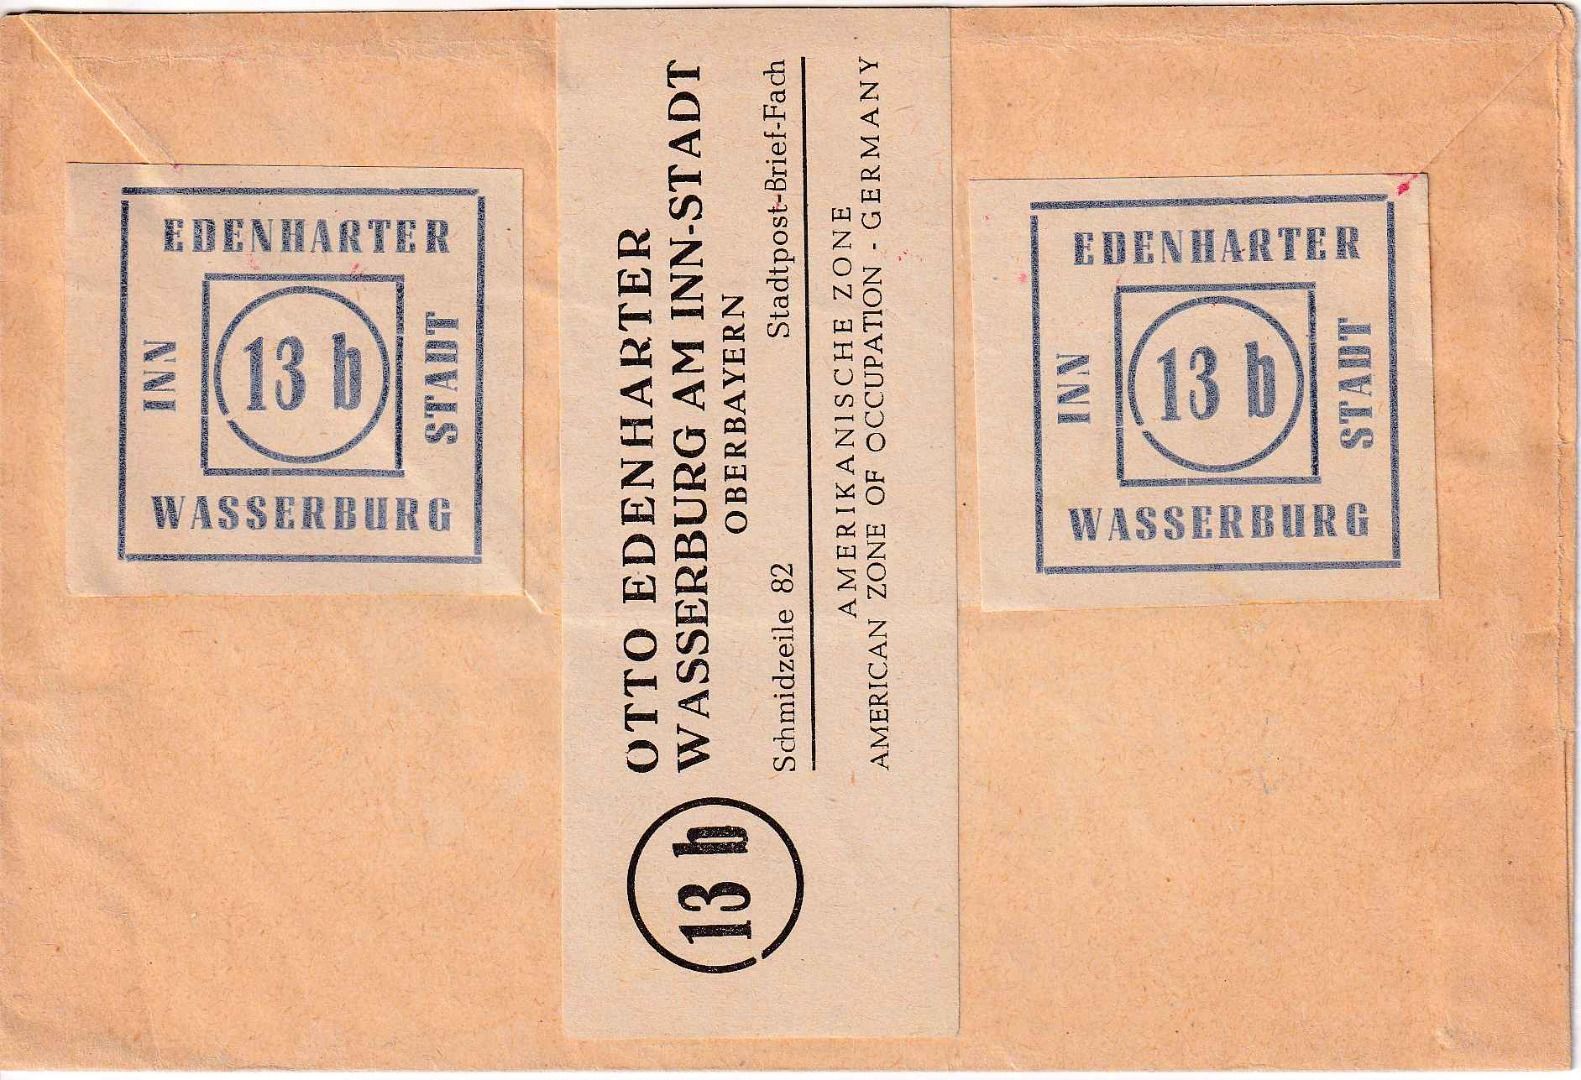 EDENHARTER
INN
13 b
STADT
WASSERBURG
13 b
OTTO EDENHARTER
WASSERBURG AM INN-STADT
OBERBAYERN
Schmidzeile 82 Stadtpost-Brief-Fach
AMERIKANISCHE ZONE
AMERICAN ZONE OF OCCUPATION - GERMANY
EDENHARTER
INN
13 b
STADT
WASSERBURG